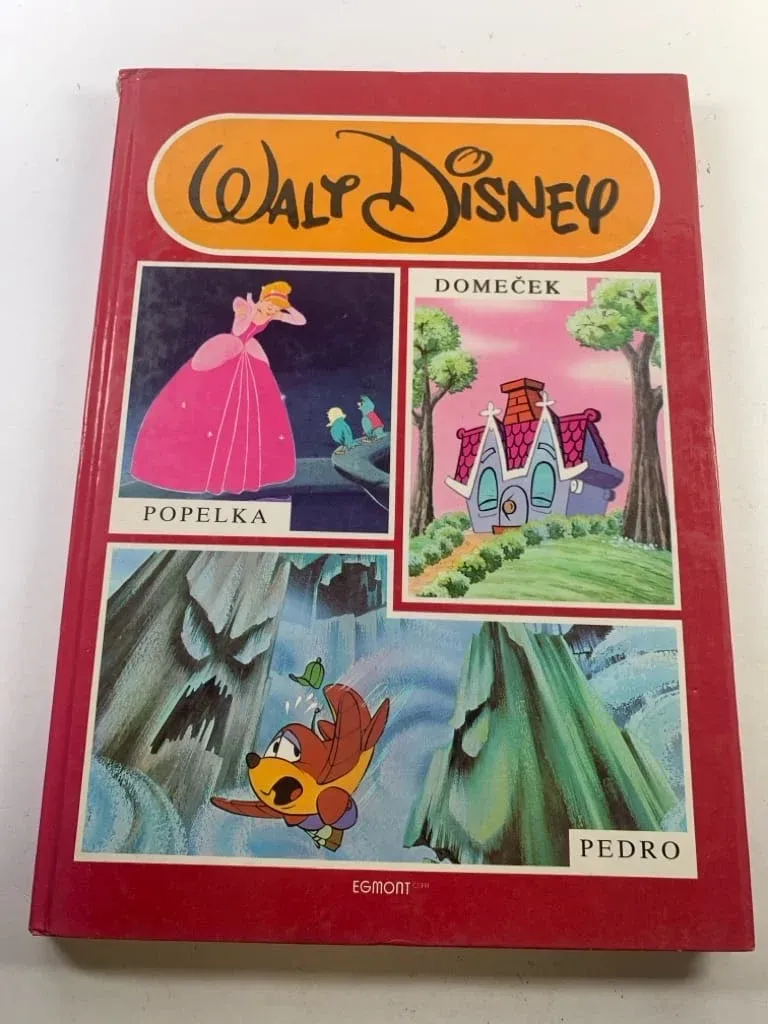 WALT DISNEY
DOMEČEK
POPELKA
PEDRO
EGMONT